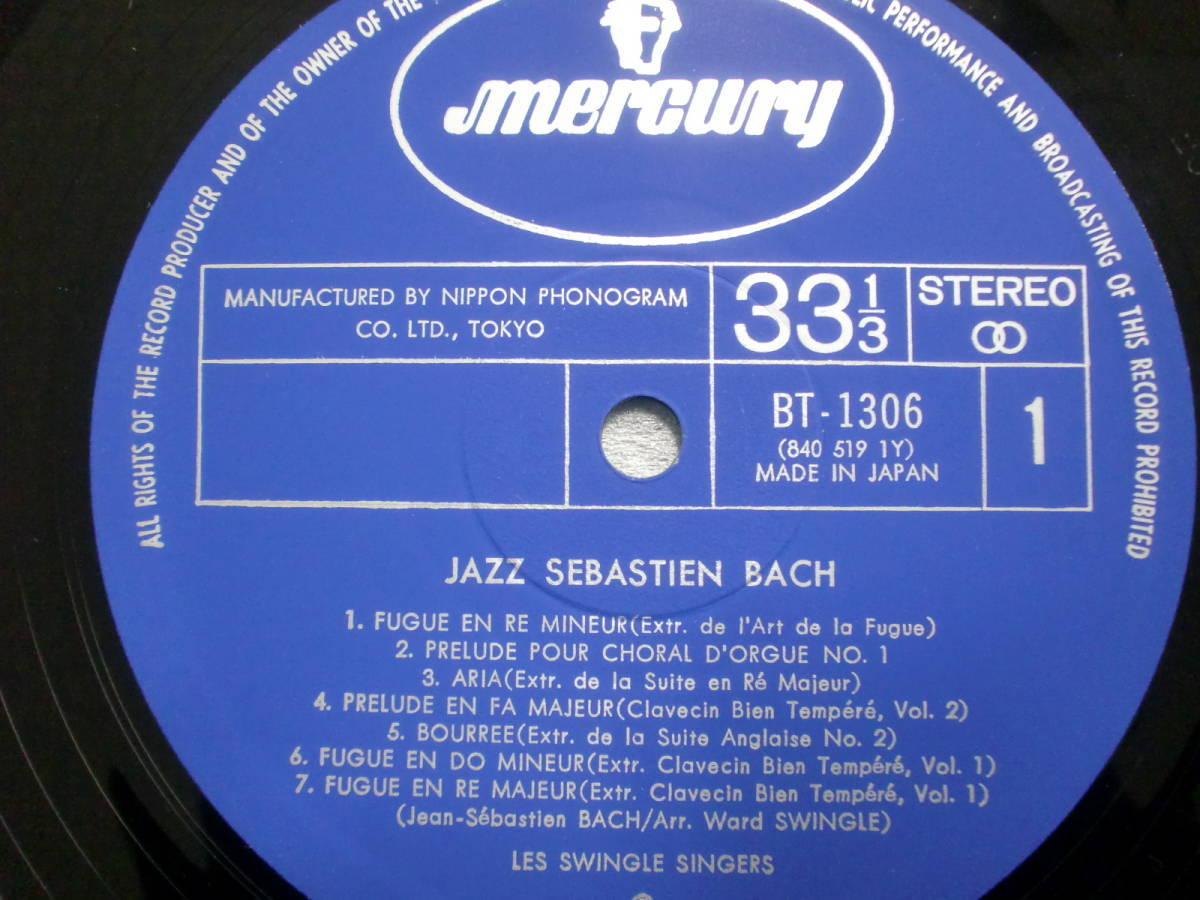 ALL RIGHTS OF THE RECORD PRODUCER AND OF THE OWNER OF THE
PERFORMANCE AND BROADCASTING OF THIS RECORD PROHIBITED
mercury
MANUFACTURED BY NIPPON PHONOGRAM
CO. LTD., TOKYO
33 1/3
STEREO
BT-1306
(840 519 1Y)
MADE IN JAPAN
1
JAZZ SEBASTIEN BACH
1. FUGUE EN RE MINEUR(Extr. de l'Art de la Fugue)
2. PRELUDE POUR CHORAL D'ORGUE NO. 1
3. ARIA(Extr. de la Suite en Ré Majeur)
4. PRELUDE EN FA MAJEUR(Clavecin Bien Tempéré, Vol. 2)
5. BOURREE(Extr. de la Suite Anglaise No. 2)
6. FUGUE EN DO MINEUR(Extr. Clavecin Bien Tempéré, Vol. 1)
7. FUGUE EN RE MAJEUR(Extr. Clavecin Bien Tempéré, Vol. 1)
(Jean-Sébastien BACH/Arr. Ward SWINGLE)
LES SWINGLE SINGERS